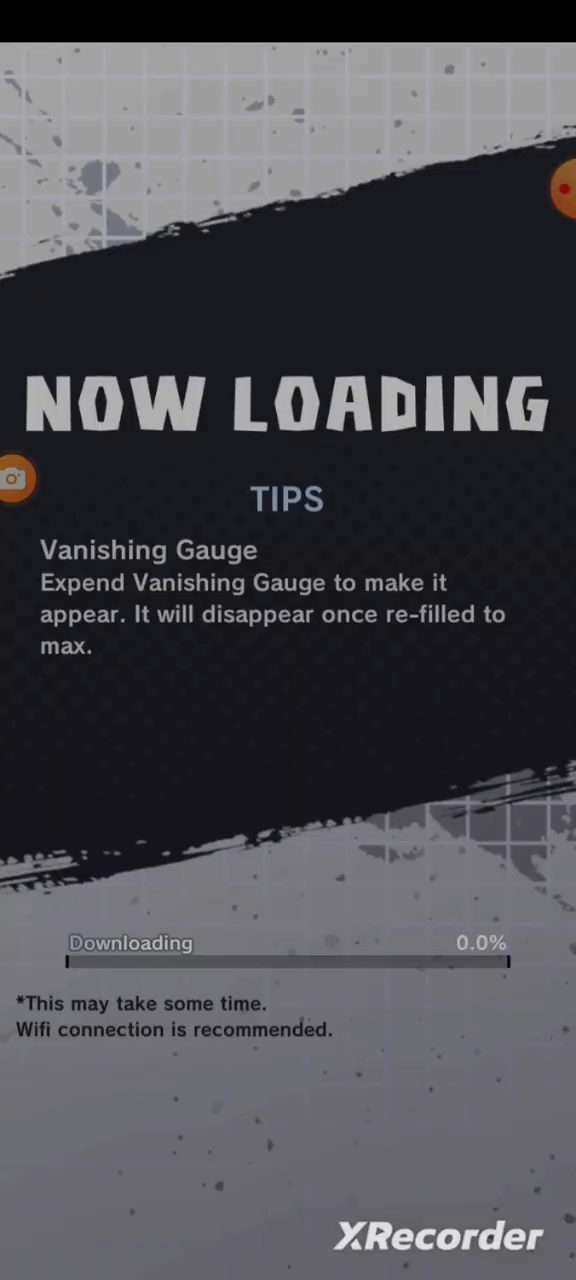 NOW LOADING
TIPS
Vanishing Gauge
Expend Vanishing Gauge to make it
appear. It will disappear once re-filled to
max.
Downloading 0.0%
*This may take some time.
Wifi connection is recommended.
XRecorder